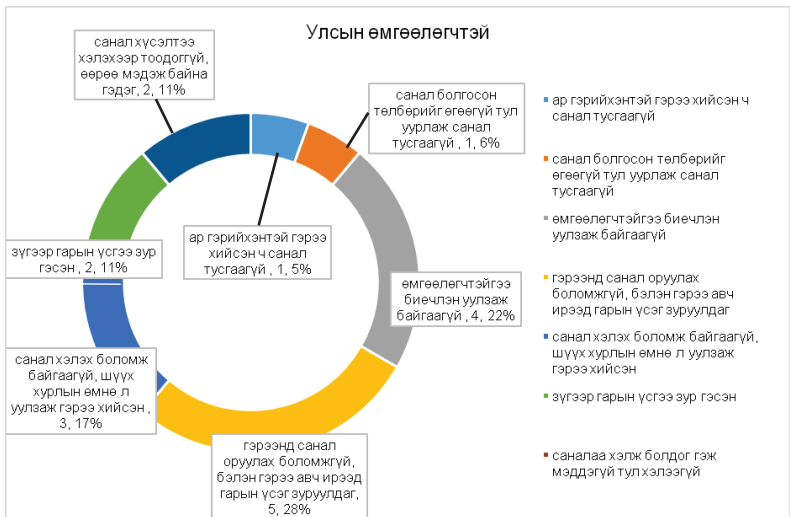 Улсын өмгөөлөгчтэй
санал хүсэлтээ
хэлэхээр тоодоггүй,
өөрөө мэдэж байна
гэдэг, 2, 11%
санал болгосон
төлбөрийг өгөөгүй тул
уурлаж санал
тусгаагүй , 1, 6%
ар гэрийхэнтэй гэрээ
хийсэн ч санал
тусгаагүй , 1, 5%
зүгээр гарын үсгээ зур
гэсэн , 2, 11%
өмгөөлөгчтэйгээ
биечлэн уулзаж
байгаагүй , 4, 22%
санал хэлэх боломж
байгаагүй, шүүх
хурлын өмнө л
уулзаж гэрээ хийсэн ,
3, 17%
гэрээнд санал
оруулах боломжгүй,
бэлэн гэрээ авч ирээд
гарын үсэг зуруулдаг,
5, 28%
ар гэрийхэнтэй гэрээ хийсэн ч
санал тусгаагүй
санал болгосон төлбөрийг
өгөөгүй тул уурлаж санал
тусгаагүй
өмгөөлөгчтэйгээ биечлэн
уулзаж байгаагүй
гэрээнд санал оруулах
боломжгүй, бэлэн гэрээ авч
ирээд гарын үсэг зуруулдаг
санал хэлэх боломж байгаагүй,
шүүх хурлын өмнө л уулзаж
гэрээ хийсэн
зүгээр гарын үсгээ зур гэсэн
саналаа хэлж болдог гэж
мэддэгүй тул хэлээгүй